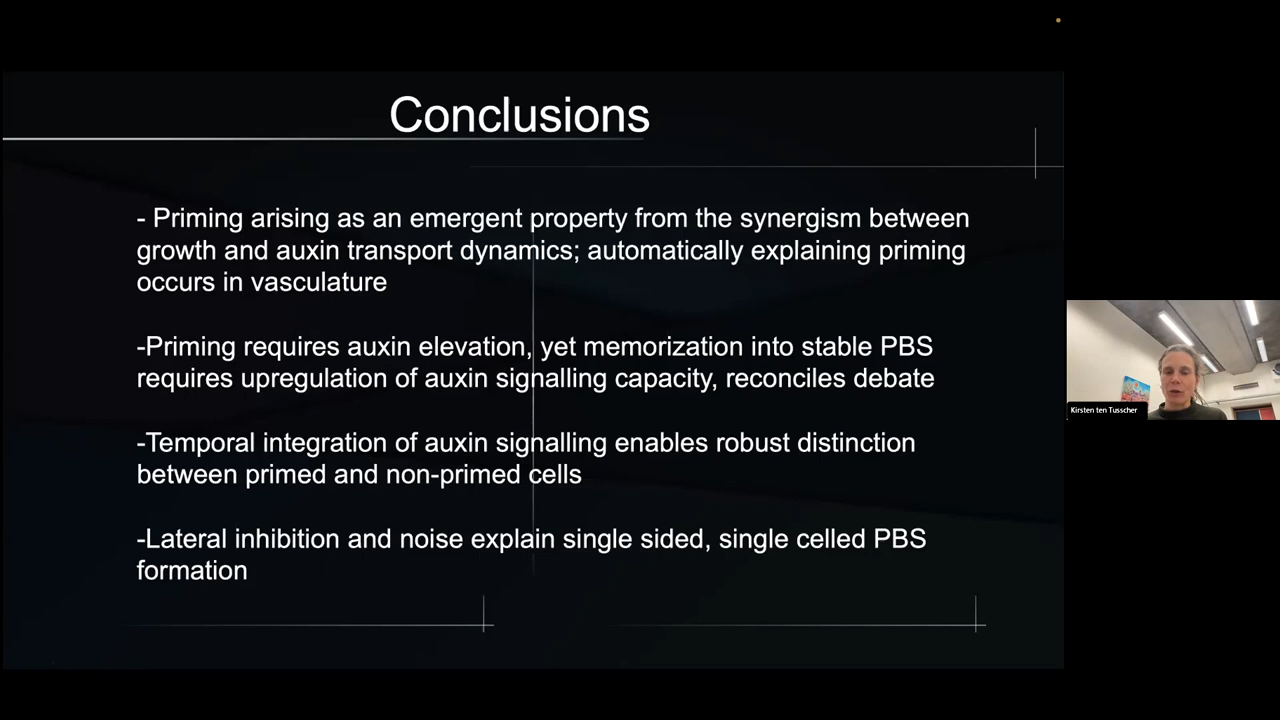 Conclusions
- Priming arising as an emergent property from the synergism between
growth and auxin transport dynamics; automatically explaining priming
occurs in vasculature
-Priming requires auxin elevation, yet memorization into stable PBS
requires upregulation of auxin signalling capacity, reconciles debate
-Temporal integration of auxin signalling enables robust distinction
between primed and non-primed cells
-Lateral inhibition and noise explain single sided, single celled PBS
formation
Kirsten ten Tusscher